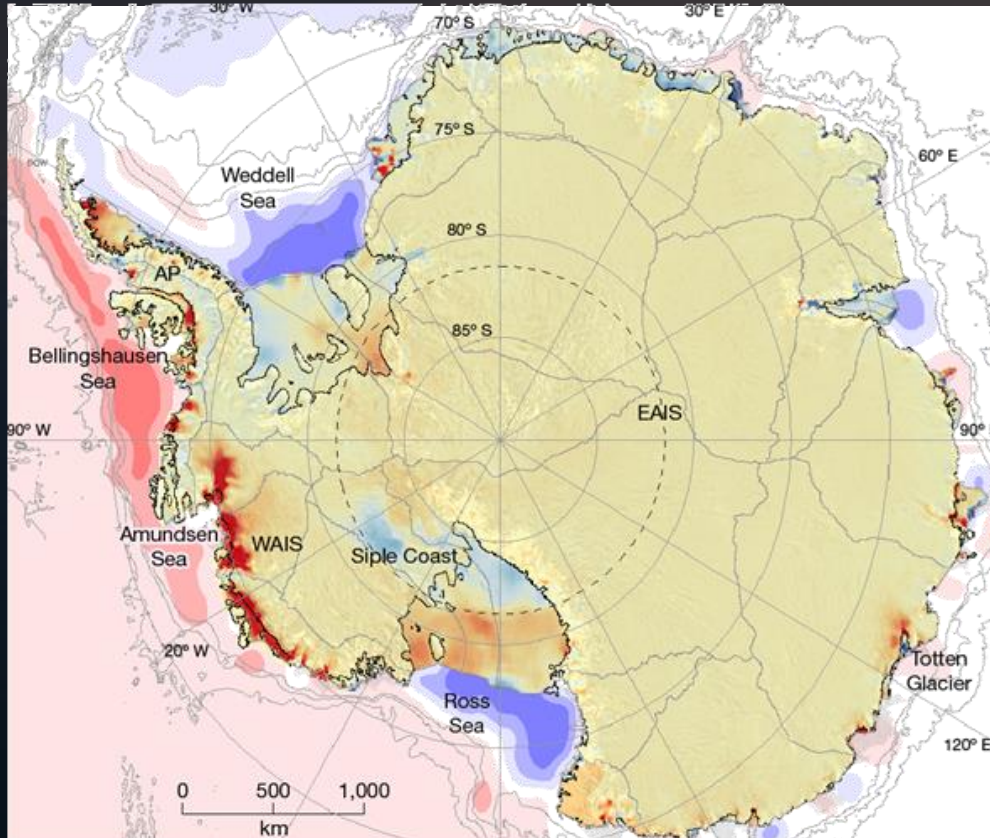 30° W
70° S
30° E
75° S
60° E
Weddell
Sea
80° S
AP
85° S
Bellingshausen
Sea
EAIS
90° W
90°
Amundsen
Sea
WAIS
Siple Coast
20° W
Totten
Glacier
Ross
Sea
120° E
0 500 1,000
km